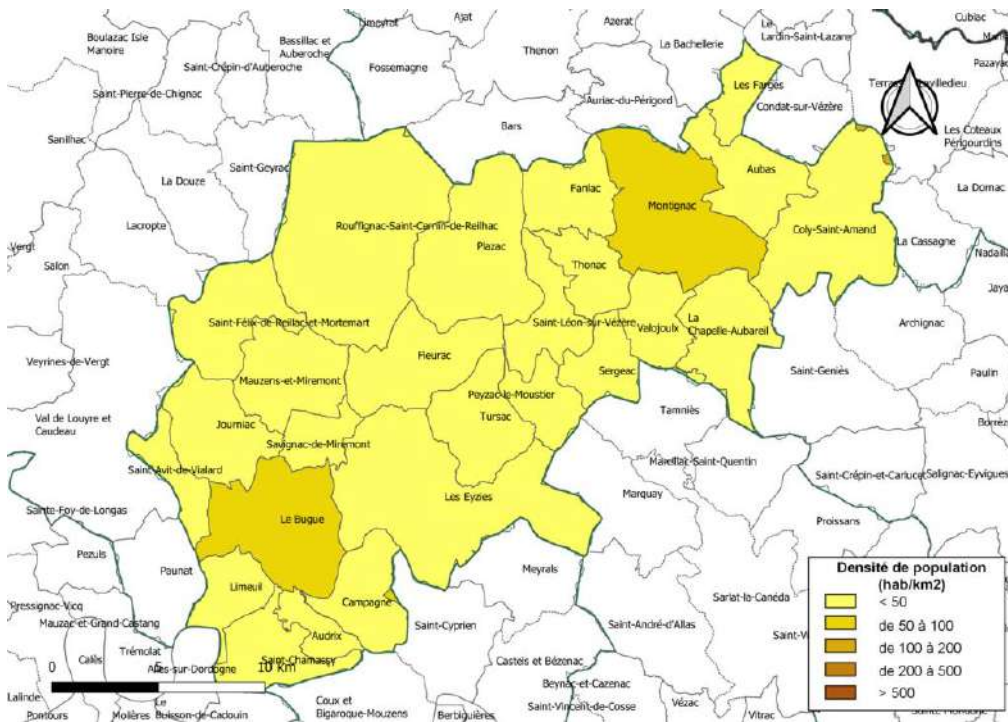 Limeyrat
Ajat
Azerat
Le
Lardin-Saint-Lazare
Cublac
Boulazac Isle
Manoire
Bassillac et
Auberoche
Thenon
La Bachellerie
Saint-Crépin-d'Auberoche
Fossemagne
Pazayac
Saint-Pierre-de-Chignac
Les Farges
Auriac-du-Périgord
Condat-sur-Vézère
Bars
Les Coteaux
Périgourdins
Sanilhac
Saint-Geyrac
Aubas
La Douze
Fanlac
La Dornac
Montignac
Lacropte
Rouffignac-Saint-Cernin-de-Reilhac
Coly-Saint-Amand
Vergt
Plazac
La Cassagne
Salon
Thonac
Saint-Félix-de-Reillac-et-Mortemart
Saint-Léon-sur-Vézère
Valojoulx
La
Chapelle-Aubareil
Archignac
Veyrines-de-Vergt
Fleurac
Sergeac
Saint-Geniès
Paulin
Mauzens-et-Miremont
Peyzac-le-Moustier
Tamniès
Val de Louyre et
Caudeau
Journiac
Tursac
Savignac-de-Miremont
Marcillac-Saint-Quentin
Saint-Avit-de-Vialard
Saint-Crépin-et-Carlucet
Salignac-Eyvigues
Les Eyzies
Marquay
Sainte-Foy-de-Longas
Le Bugue
Proissans
Pezuls
Paunat
Meyrals
Limeuil
Campagne
Sarlat-la-Canéda
Pressignac-Vicq
Mauzac-et-Grand-Castang
Saint-Cyprien
Saint-André-d'Allas
Audrix
Trémolat
Calès
Saint-Chamassy
Alles-sur-Dordogne
Castels et Bézenac
Beynac-et-Cazenac
Lalinde
Le
Buisson-de-Cadouin
Coux et
Bigaroque-Mouzens
Saint-Vincent-de-Cosse
Vézac
Pontours
Molières
Berbiguières
Vitrac
0 5 10 km
Densité de population
(hab/km2)
< 50
de 50 à 100
de 100 à 200
de 200 à 500
> 500